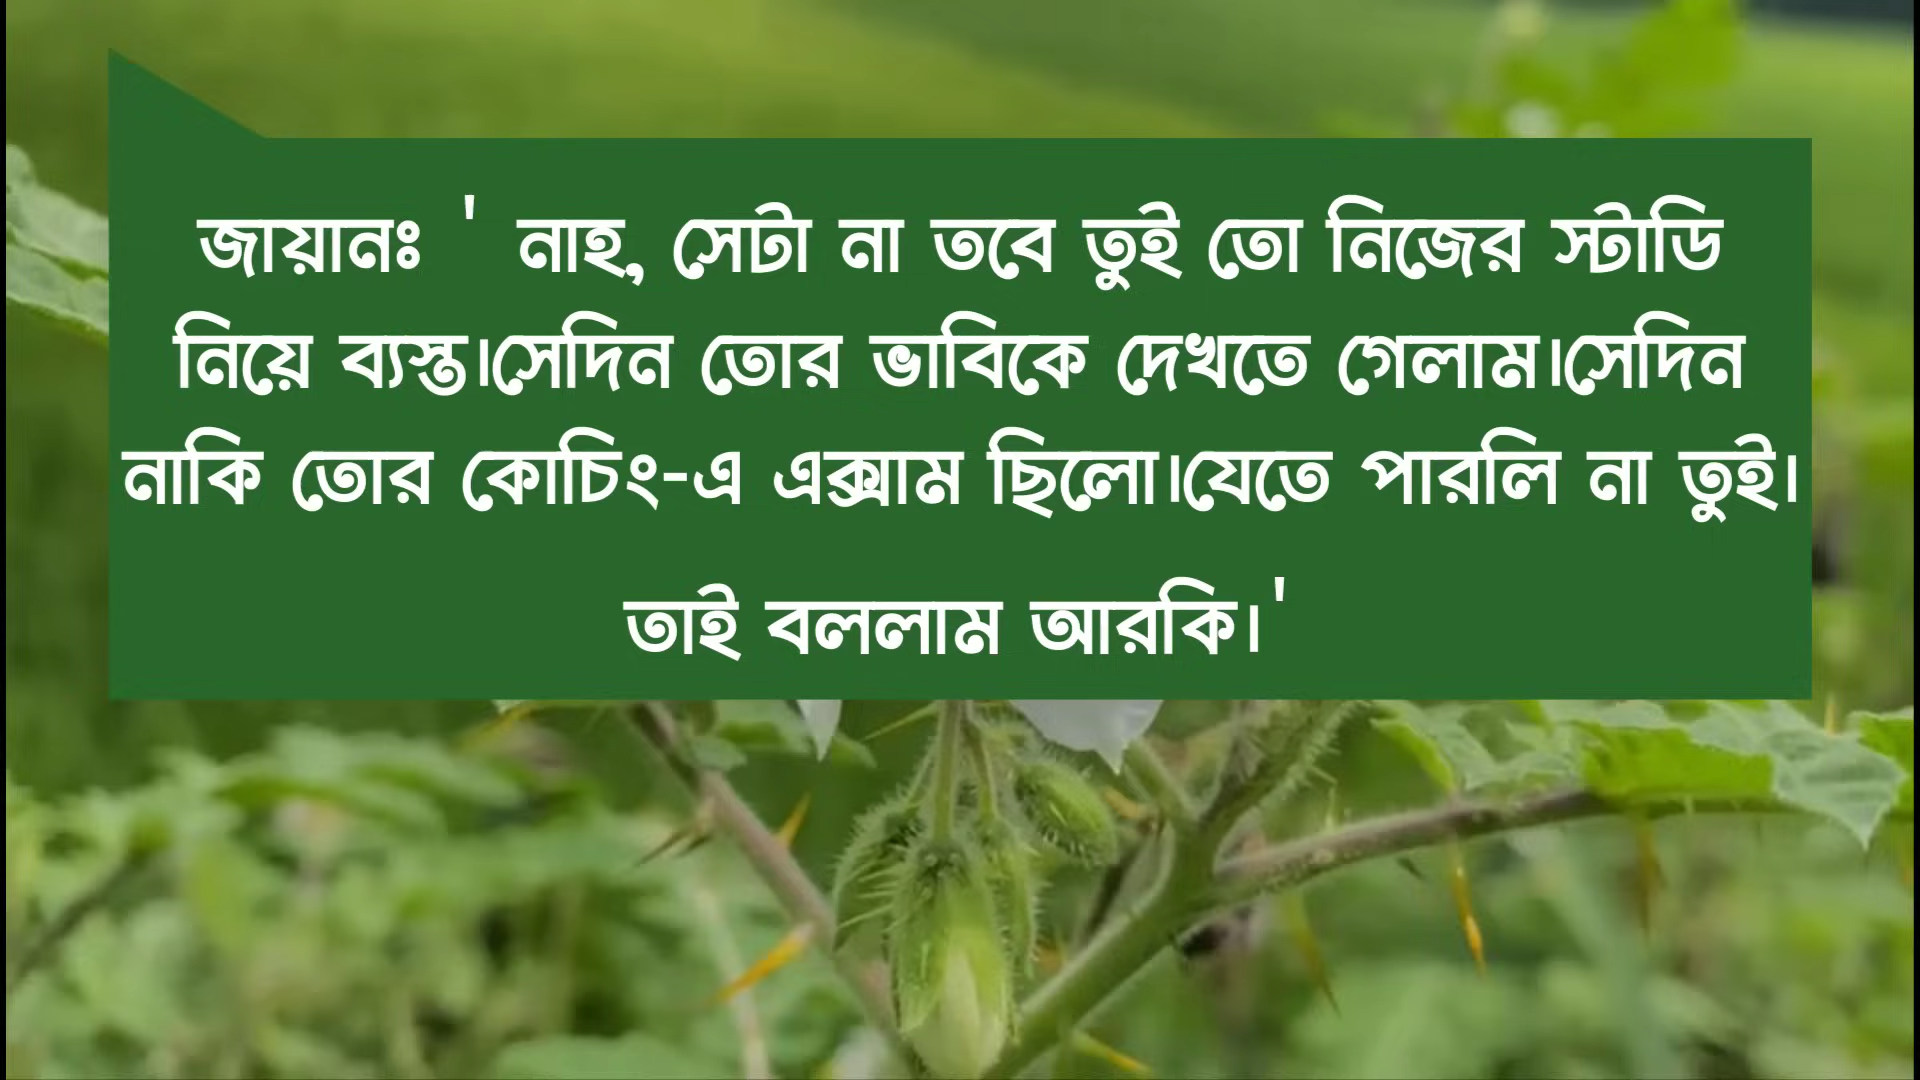 জায়ানঃ ' নাহ, সেটা না তবে তুই তো নিজের স্টাডি
নিয়ে ব্যস্ত।সেদিন তোর ভাবিকে দেখতে গেলাম।সেদিন
নাকি তোর কোচিং-এ এক্সাম ছিলো।যেতে পারলি না তুই।
তাই বললাম আরকি।'